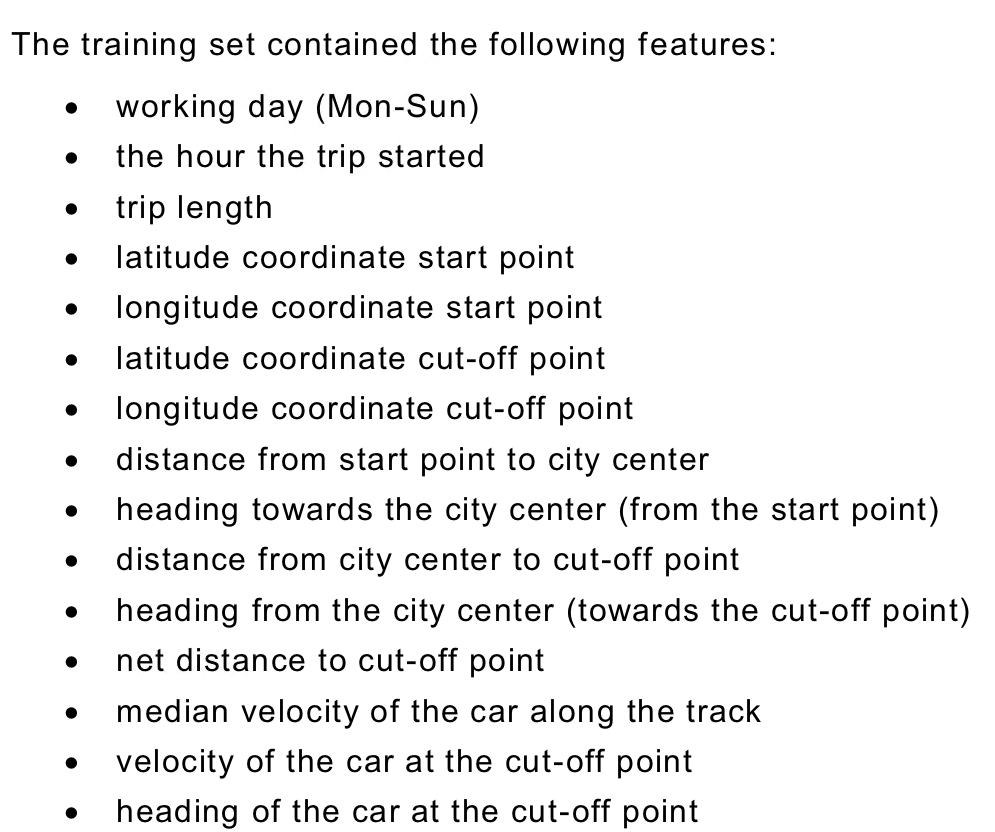 The training set contained the following features:
• working day (Mon-Sun)
• the hour the trip started
• trip length
• latitude coordinate start point
• longitude coordinate start point
• latitude coordinate cut-off point
• longitude coordinate cut-off point
• distance from start point to city center
• heading towards the city center (from the start point)
• distance from city center to cut-off point
• heading from the city center (towards the cut-off point)
• net distance to cut-off point
• median velocity of the car along the track
• velocity of the car at the cut-off point
• heading of the car at the cut-off point